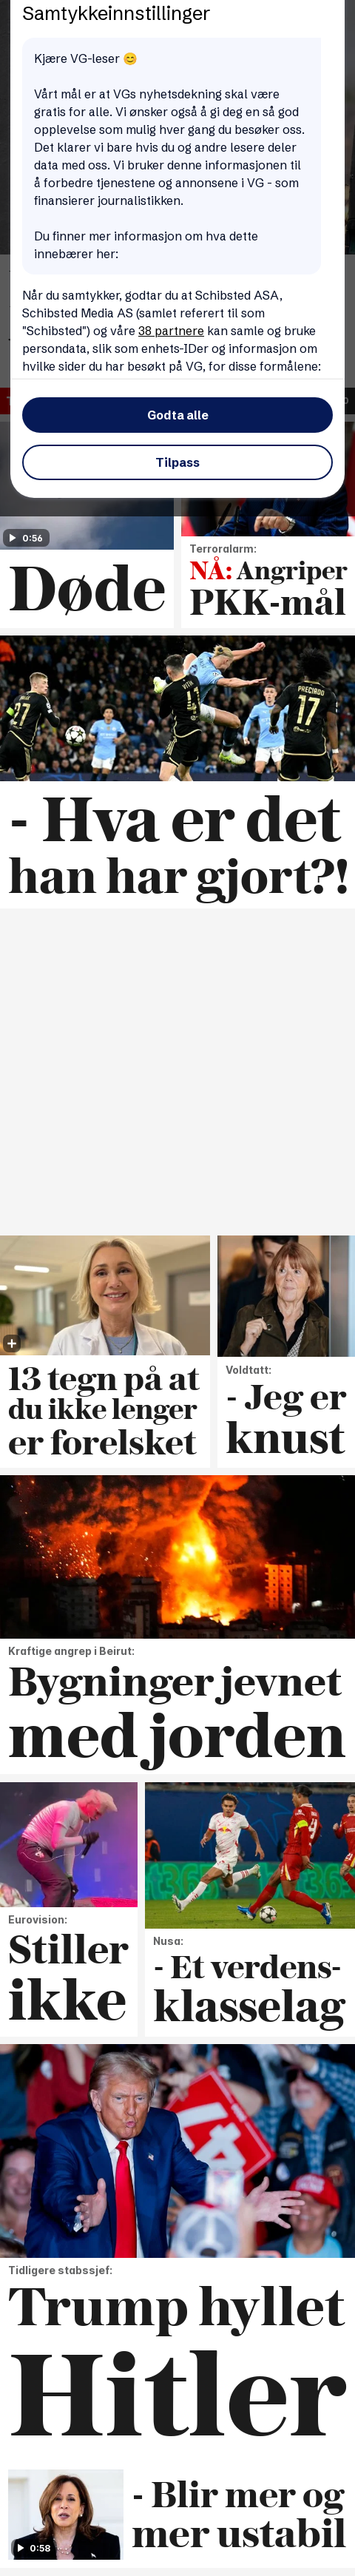 Samtykkeinnstillinger
Kjære VG-leser 😊
Vårt mål er at VGs nyhetsdekning skal være
gratis for alle. Vi ønsker også å gi deg en så god
opplevelse som mulig hver gang du besøker oss.
Det klarer vi bare hvis du og andre lesere deler
data med oss. Vi bruker denne informasjonen til
å forbedre tjenestene og annonsene i VG - som
finansierer journalistikken.
Du finner mer informasjon om hva dette
innebærer her:
Når du samtykker, godtar du at Schibsted ASA,
Schibsted Media AS (samlet referert til som
"Schibsted") og våre 38 partnere kan samle og bruke
persondata, slik som enhets-IDer og informasjon om
hvilke sider du har besøkt på VG, for disse formålene:
Godta alle
Tilpass
0:56
Døde
Terroralarm:
NÅ: Angriper
PKK-mål
27
17
- Hva er det
han har gjort?!
13 tegn på at
du ikke lenger
er forelsket
Voldtatt:
- Jeg er
knust
Kraftige angrep i Beirut:
Bygninger jevnet
med jorden
Eurovision:
Stiller
ikke
Nusa:
- Et verdens-
klasselag
Tidligere stabssjef:
Trump hyllet
Hitler
0:58
- Blir mer og
mer ustabil